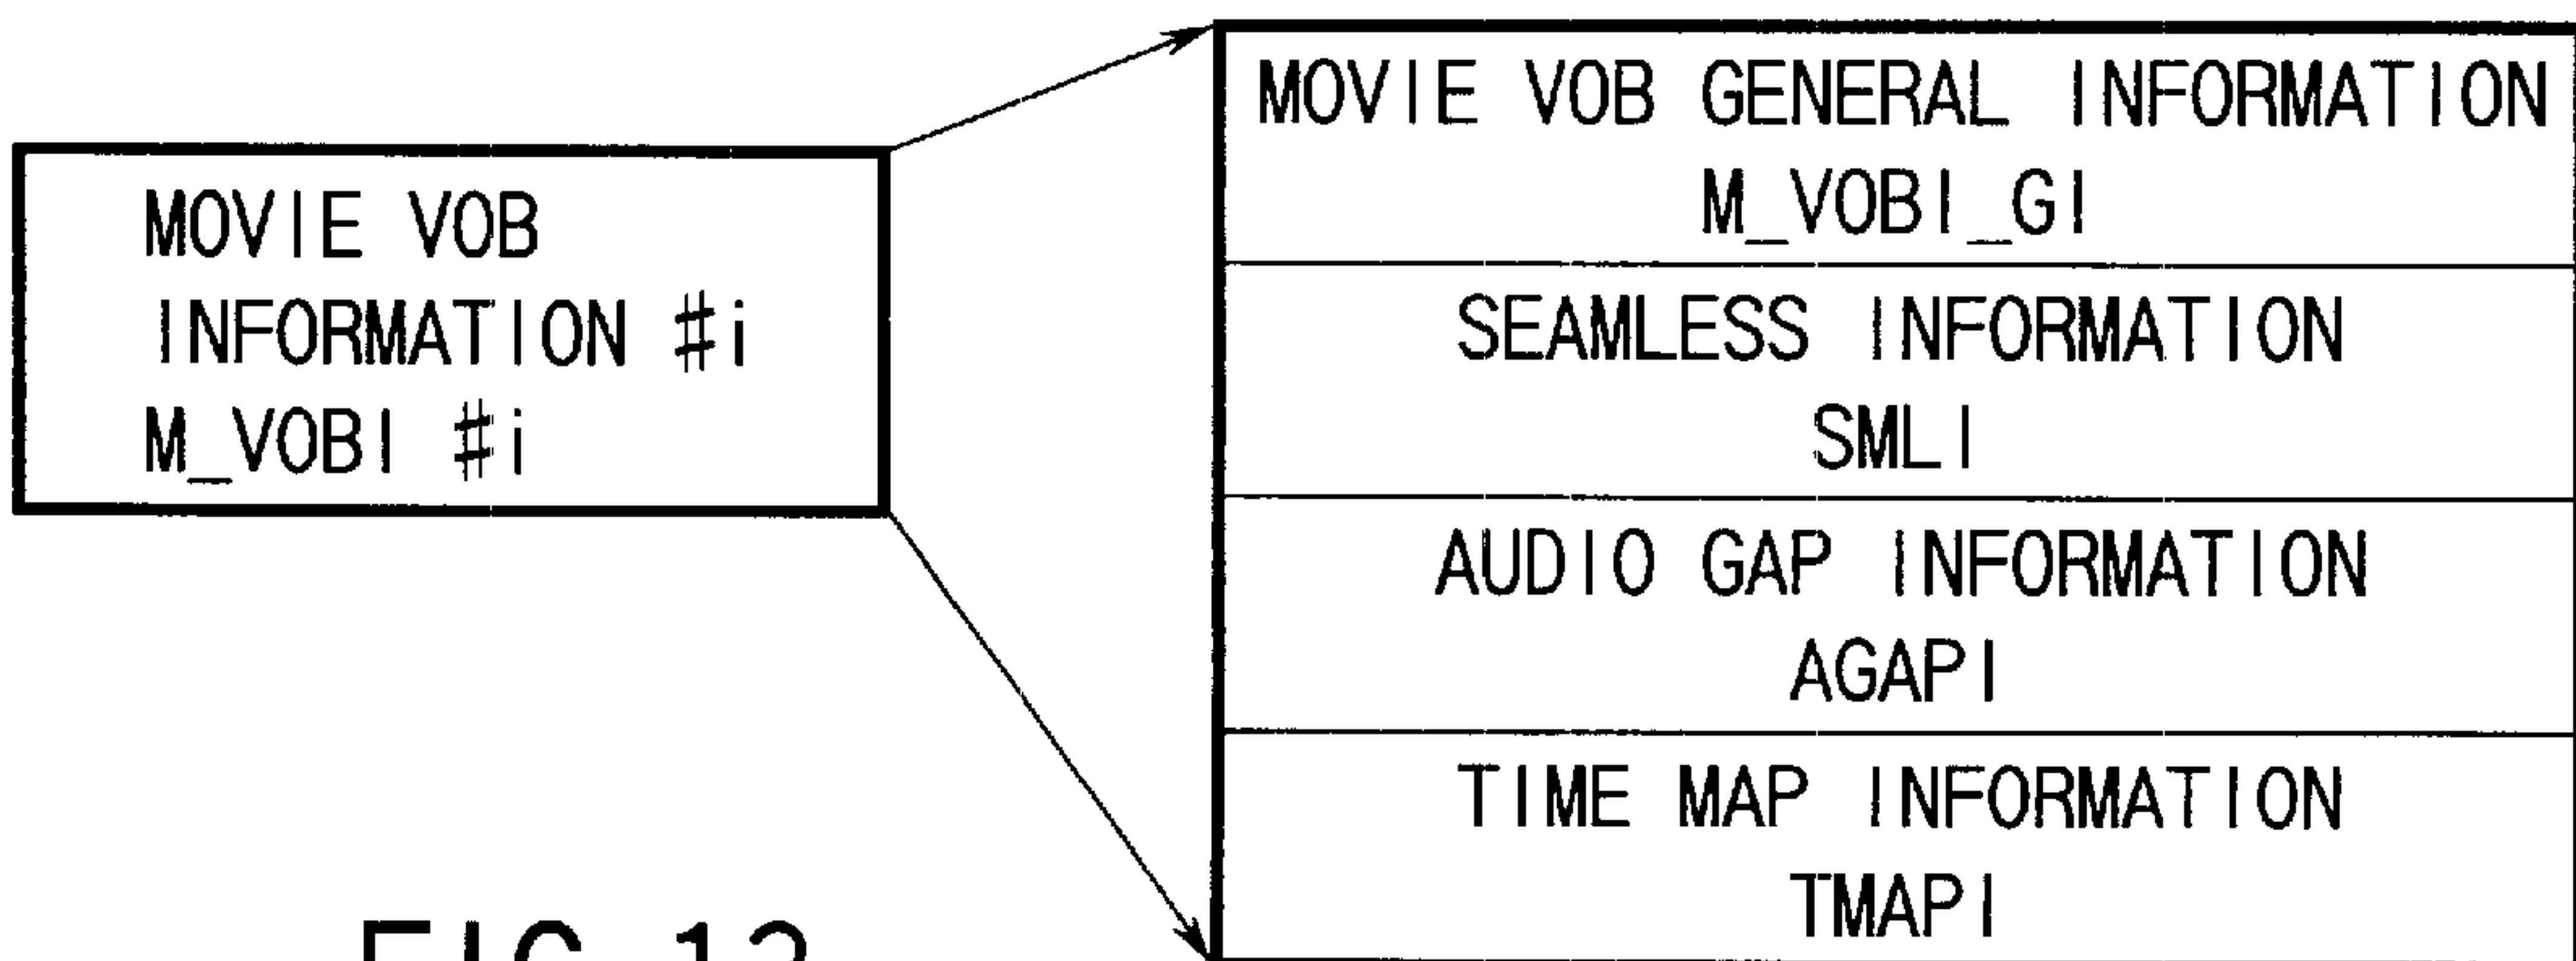 MOVIE VOB
INFORMATION #i
M_VOBI #i
MOVIE VOB GENERAL INFORMATION
M_VOBI_GI
SEAMLESS INFORMATION
SMLI
AUDIO GAP INFORMATION
AGAPI
TIME MAP INFORMATION
TMAPI
FIG